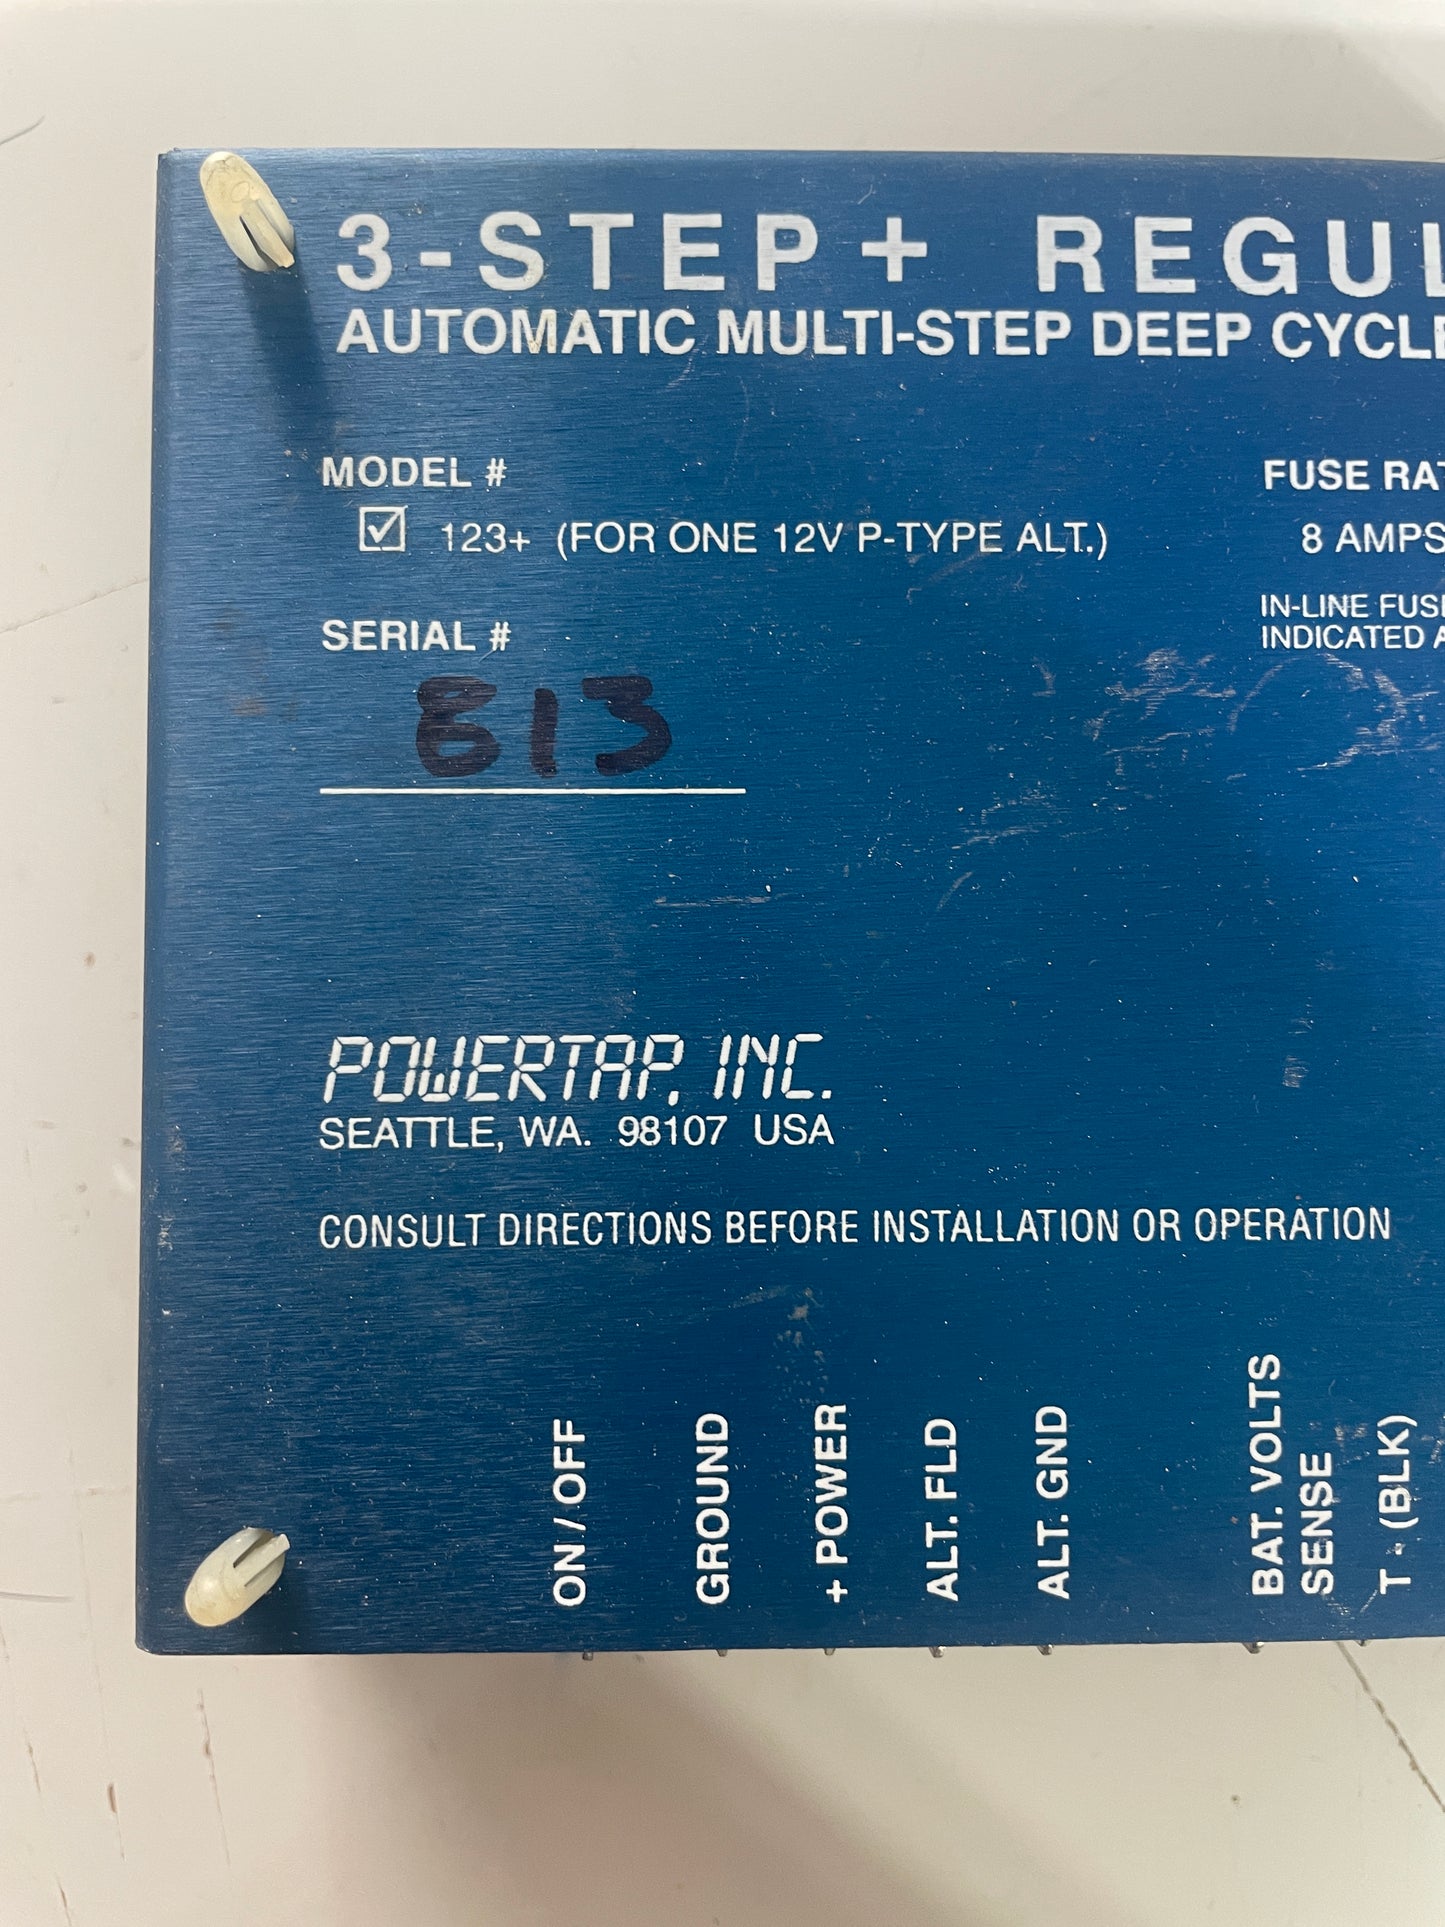 3-STEP+ REGUL
AUTOMATIC MULTI-STEP DEEP CYCLE
MODEL #
☑ 123+ (FOR ONE 12V P-TYPE ALT.)
FUSE RAT
8 AMPS
IN-LINE FUSE
INDICATED A
SERIAL #
B13
POWERTAP, INC.
SEATTLE, WA. 98107 USA
CONSULT DIRECTIONS BEFORE INSTALLATION OR OPERATION
ON / OFF
GROUND
+ POWER
ALT. FLD
ALT. GND
BAT. VOLTS
SENSE
T - (BLK)